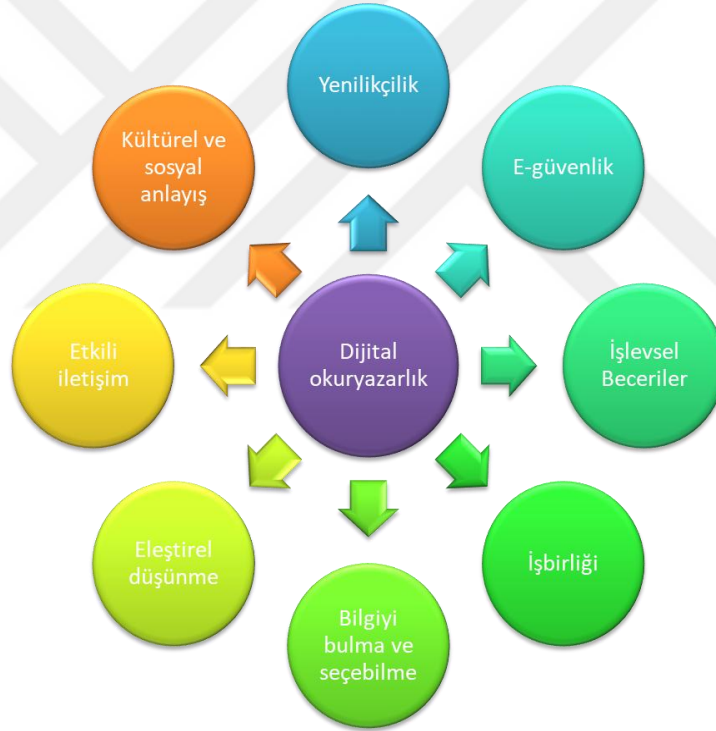 Yenilikçilik
E-güvenlik
İşlevsel
Beceriler
İşbirliği
Bilgiyi
bulma ve
seçebilme
Eleştirel
düşünme
Etkili
iletişim
Kültürel ve
sosyal
anlayış
Dijital
okuryazarlık